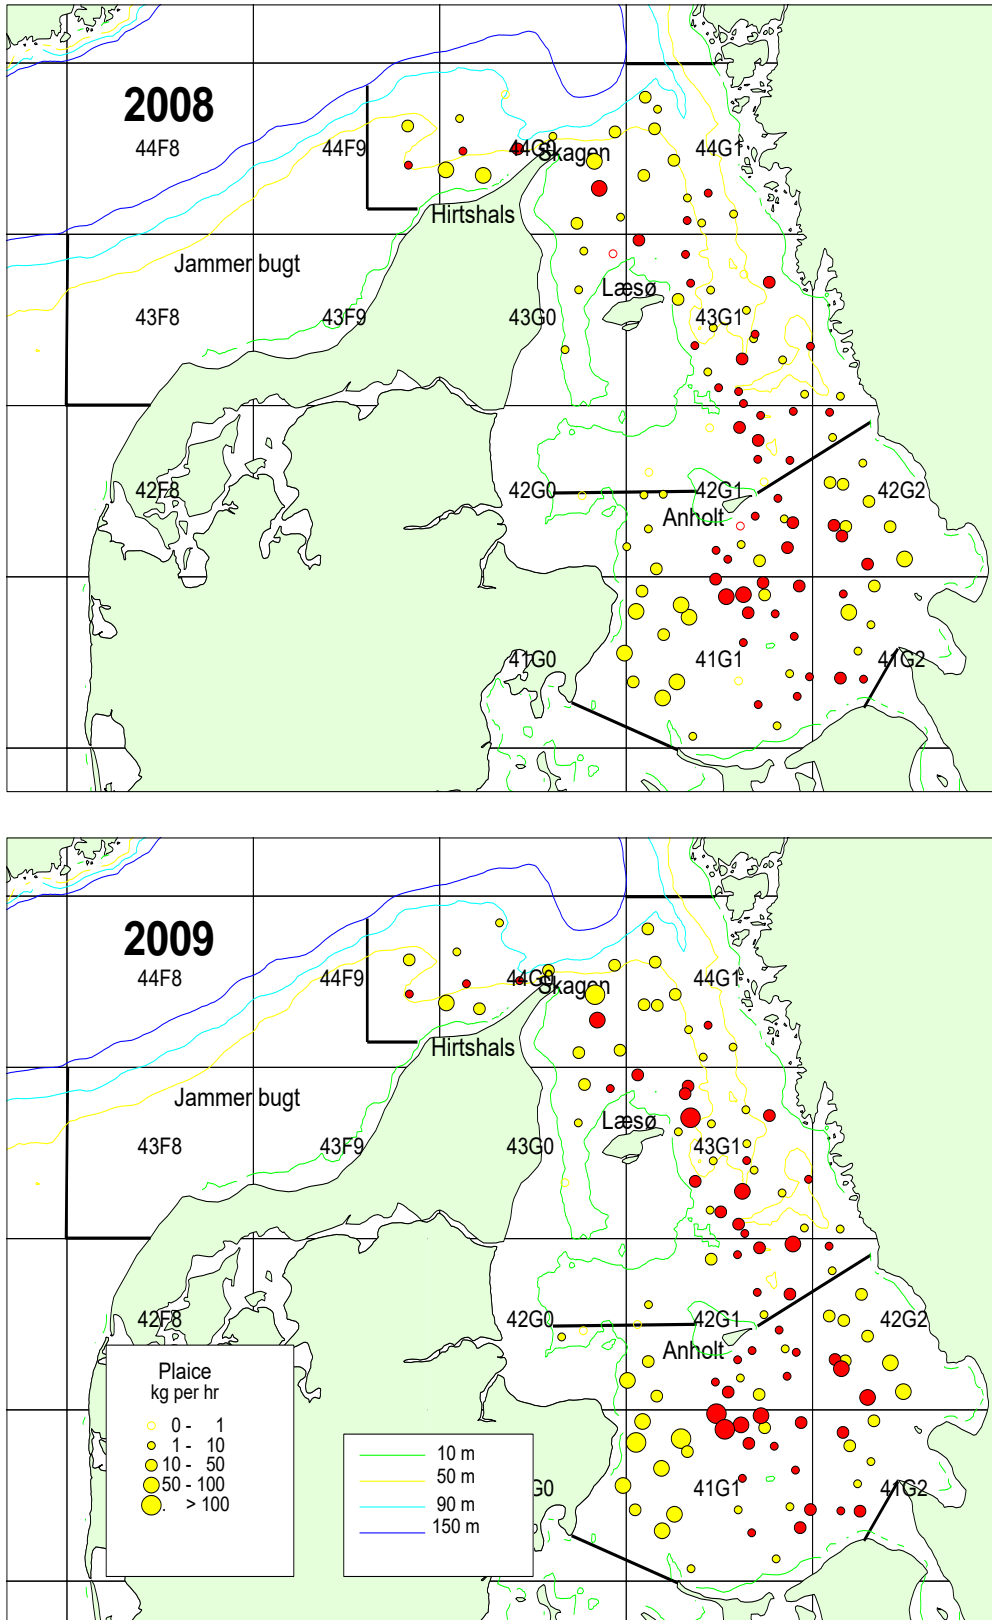 2008
44F8
44F9
44G0
Skagen
44G1
Hirtshals
Jammer bugt
Læsø
43F8
43F9
43G0
43G1
42F8
42G0
42G1
42G2
Anholt
41G0
41G1
41G2
2009
44F8
44F9
44G0
Skagen
44G1
Hirtshals
Jammer bugt
Læsø
43F8
43F9
43G0
43G1
42F8
42G0
42G1
42G2
Anholt
Plaice
kg per hr
0 - 1
1 - 10
10 - 50
50 - 100
. > 100
10 m
50 m
90 m
150 m
G0
41G1
41G2